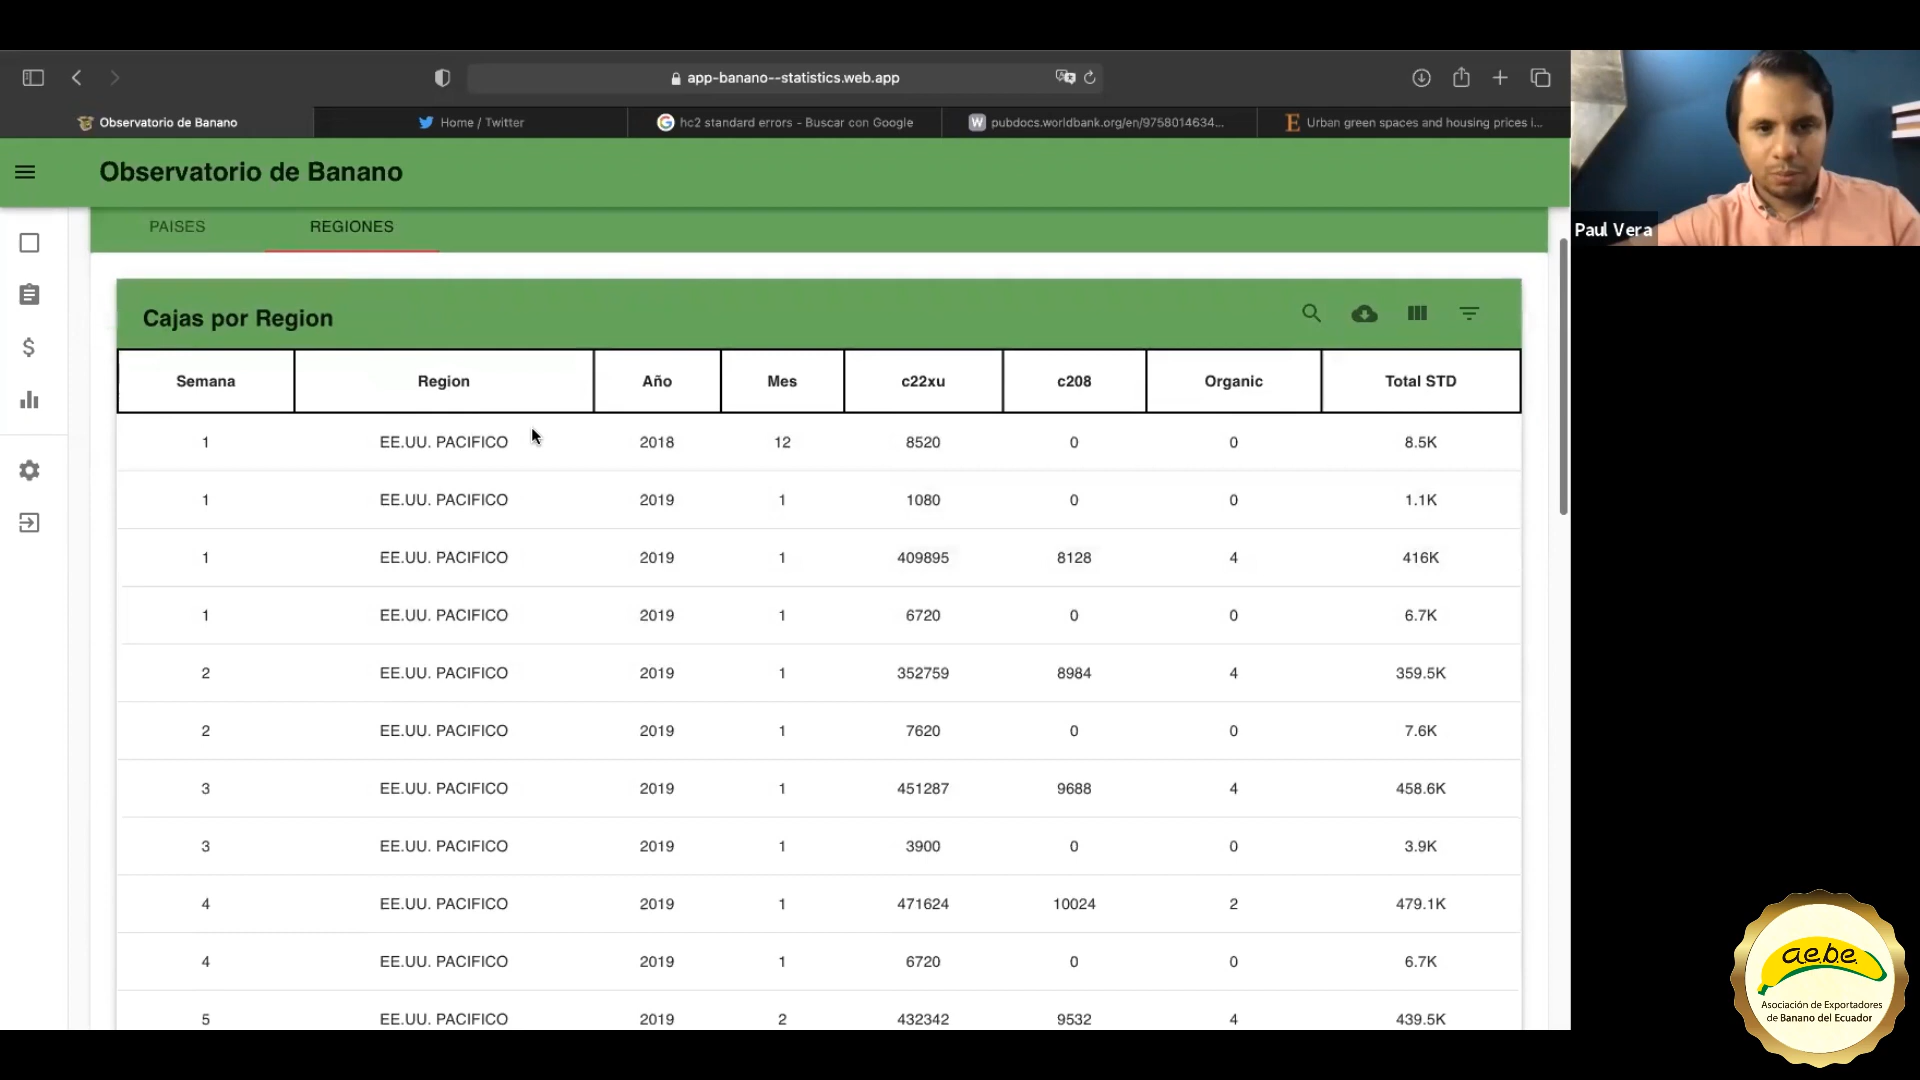 app-banano--statistics.web.app
Observatorio de Banano
Home / Twitter
hc2 standard errors - Buscar con Google
W pubdocs.worldbank.org/en/9758014634...
E Urban green spaces and housing prices i...
Observatorio de Banano
PAISES REGIONES
Cajas por Region
Semana Region Año Mes c22xu c208 Organic Total STD
1 EE.UU. PACIFICO 2018 12 8520 0 0 8.5K
1 EE.UU. PACIFICO 2019 1 1080 0 0 1.1K
1 EE.UU. PACIFICO 2019 1 409895 8128 4 416K
1 EE.UU. PACIFICO 2019 1 6720 0 0 6.7K
2 EE.UU. PACIFICO 2019 1 352759 8984 4 359.5K
2 EE.UU. PACIFICO 2019 1 7620 0 0 7.6K
3 EE.UU. PACIFICO 2019 1 451287 9688 4 458.6K
3 EE.UU. PACIFICO 2019 1 3900 0 0 3.9K
4 EE.UU. PACIFICO 2019 1 471624 10024 2 479.1K
4 EE.UU. PACIFICO 2019 1 6720 0 0 6.7K
5 EE.UU. PACIFICO 2019 2 432342 9532 4 439.5K
Paul Vera
a.e.b.e.
Asociación de Exportadores
de Banano del Ecuador